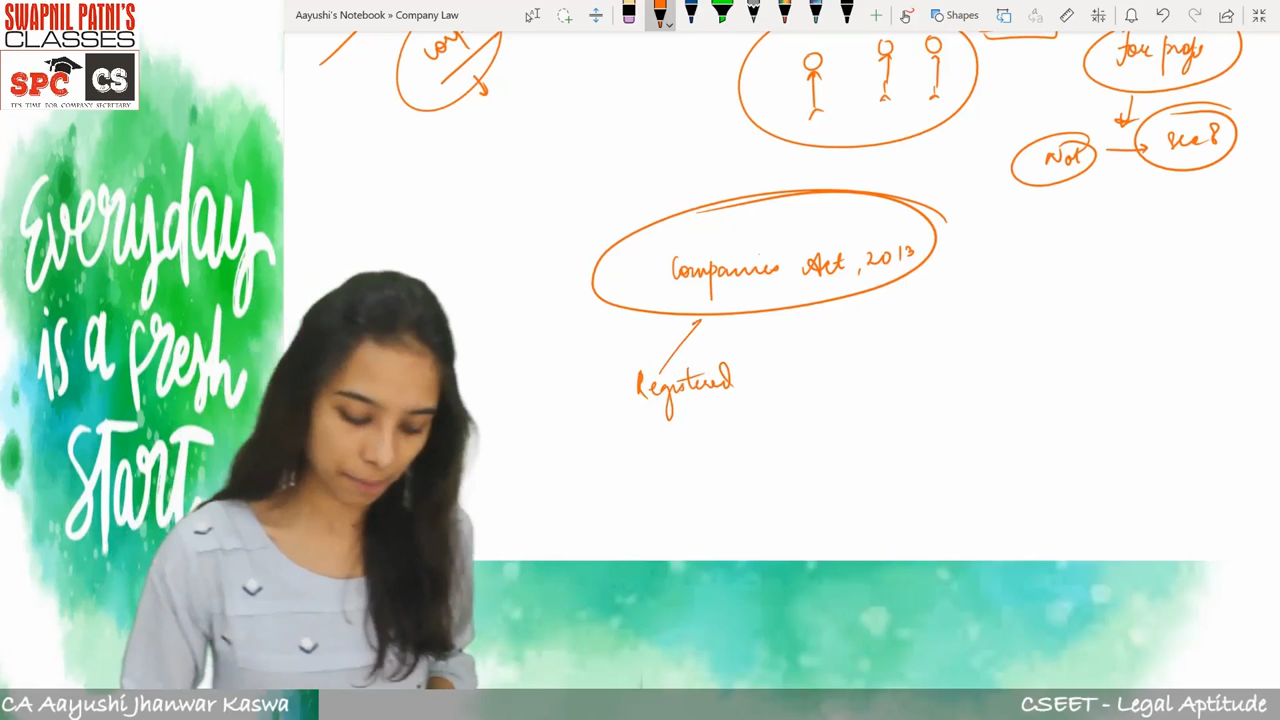 SWAPNIL PATNI'S
CLASSES
SPC CS
IT'S TIME FOR COMPANY SECRETARY
Aayushi's Notebook » Company Law
Shapes
for
Not
Sec 8
Companies Act, 2013
Registered
Everyday
is a fresh
Start
CA Aayushi Jhanwar Kaswa
CSEET - Legal Aptitude